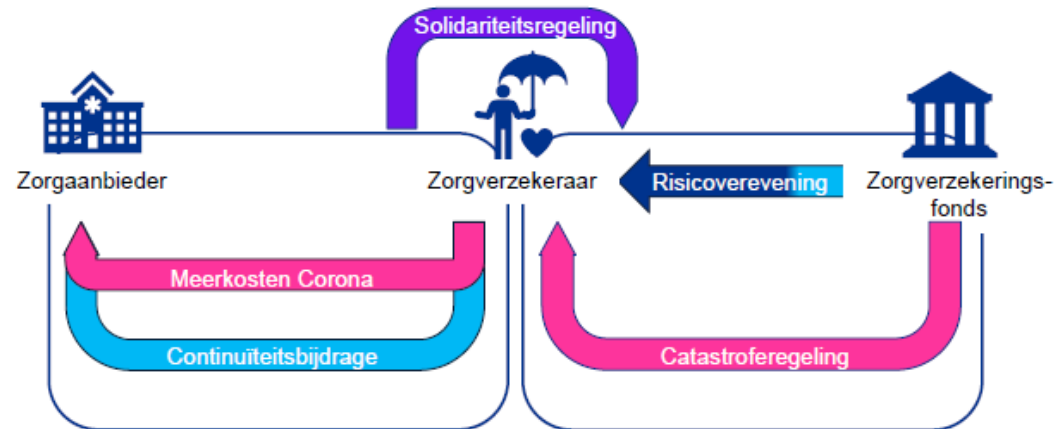 Solidariteitsregeling
Zorgaanbieder
Zorgverzekeraar
Risicoverevening
Zorgverzekerings-
fonds
Meerkosten Corona
Continuïteitsbijdrage
Catastroferegeling